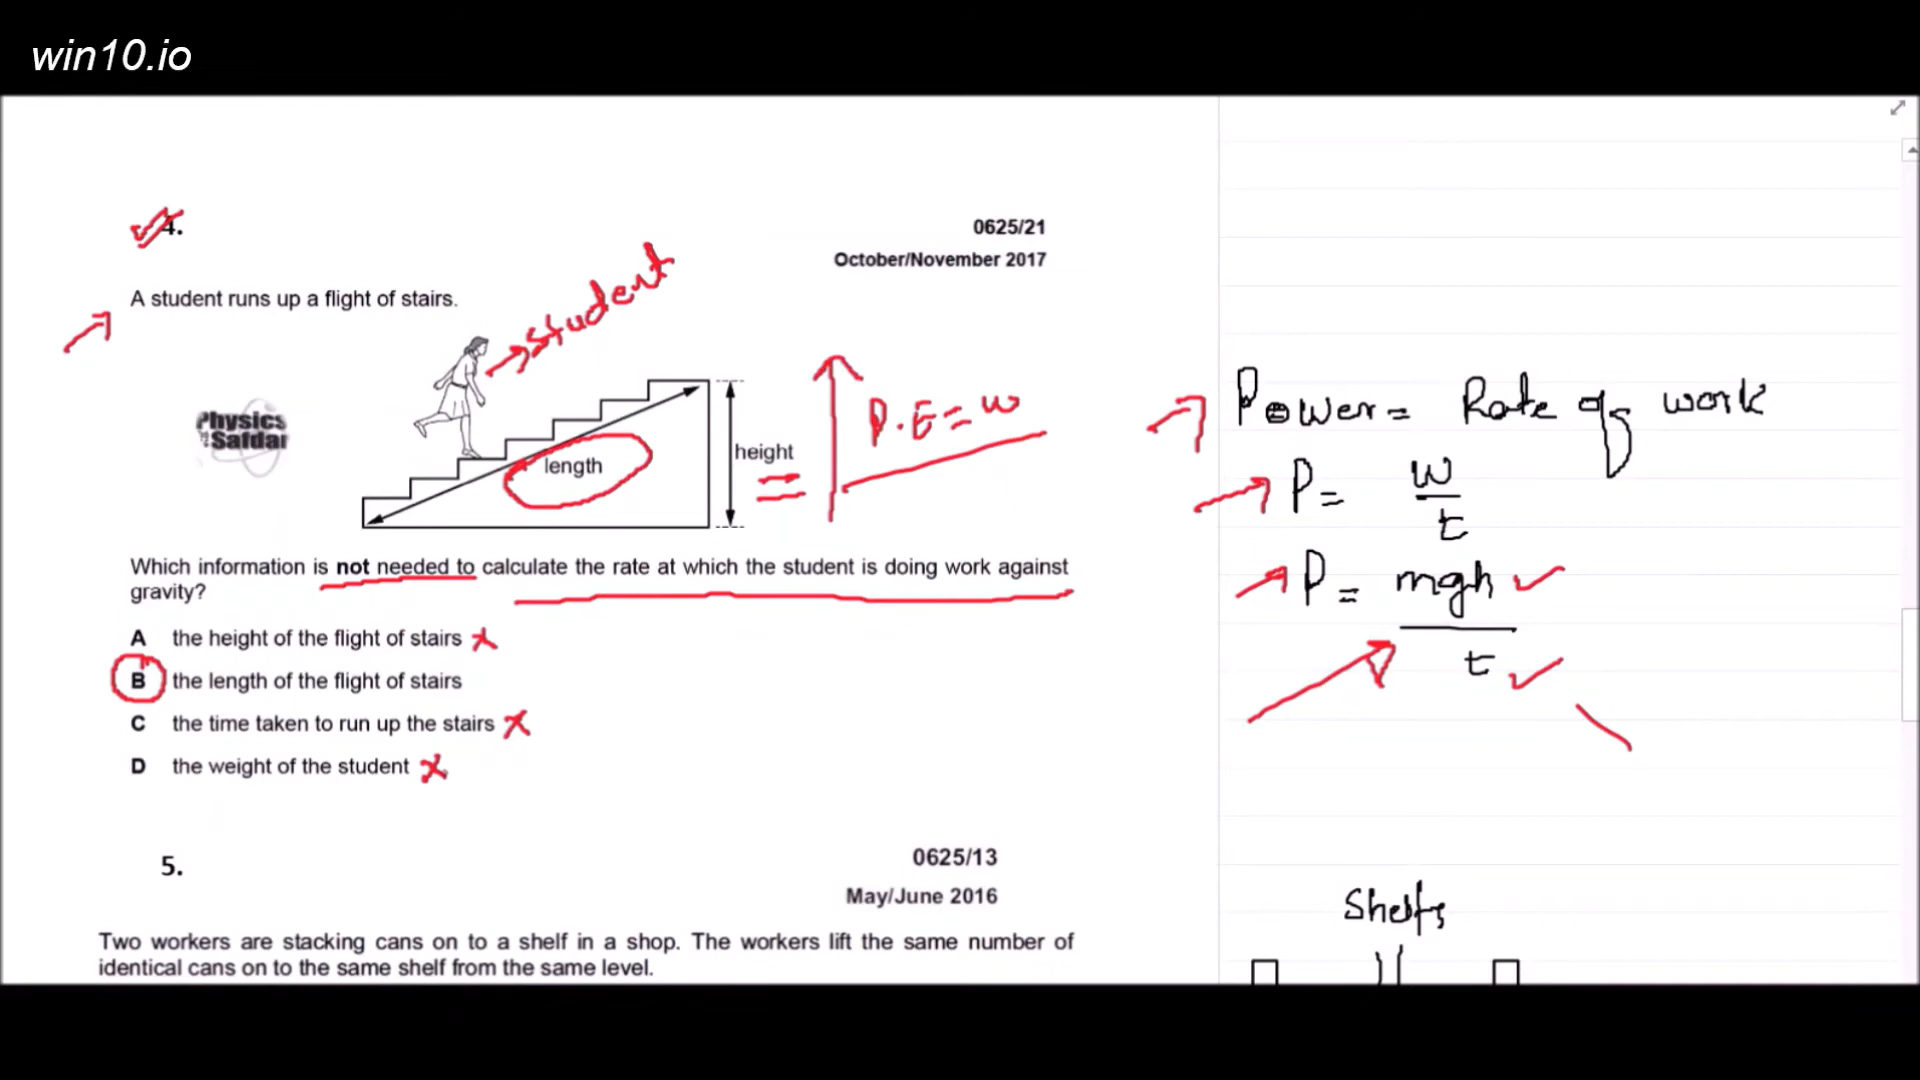 win10.io
4.
0625/21
October/November 2017
A student runs up a flight of stairs.
student
Physics
Safdar
length
height
P.E = w
Which information is not needed to calculate the rate at which the student is doing work against
gravity?
A the height of the flight of stairs
B the length of the flight of stairs
C the time taken to run up the stairs
D the weight of the student
5.
0625/13
May/June 2016
Two workers are stacking cans on to a shelf in a shop. The workers lift the same number of
identical cans on to the same shelf from the same level.
Power = Rate of work
P = w
t
P = mgh
t
Shelfs